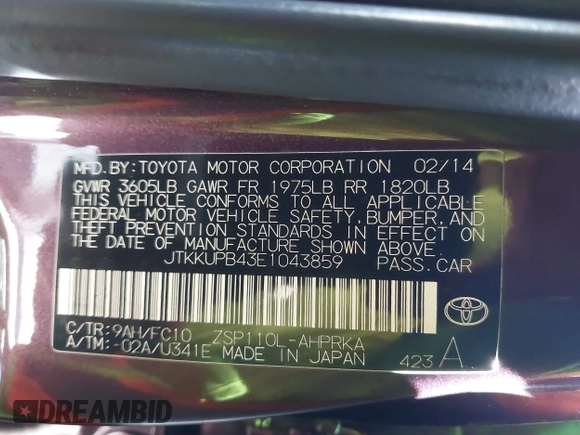 MFD. BY: TOYOTA MOTOR CORPORATION 02/14
GVWR 3605LB GAWR FR 1975LB RR 1820LB
THIS VEHICLE CONFORMS TO ALL APPLICABLE
FEDERAL MOTOR VEHICLE SAFETY, BUMPER, AND
THEFT PREVENTION STANDARDS IN EFFECT ON
THE DATE OF MANUFACTURE SHOWN ABOVE.
JTKKUPB43E1043859 PASS. CAR
C/TR: 9AH/FC10 ZSP110L-AHPRKA
A/TM: -02A/U341E MADE IN JAPAN 423 A
TOYOTA
DREAMBID